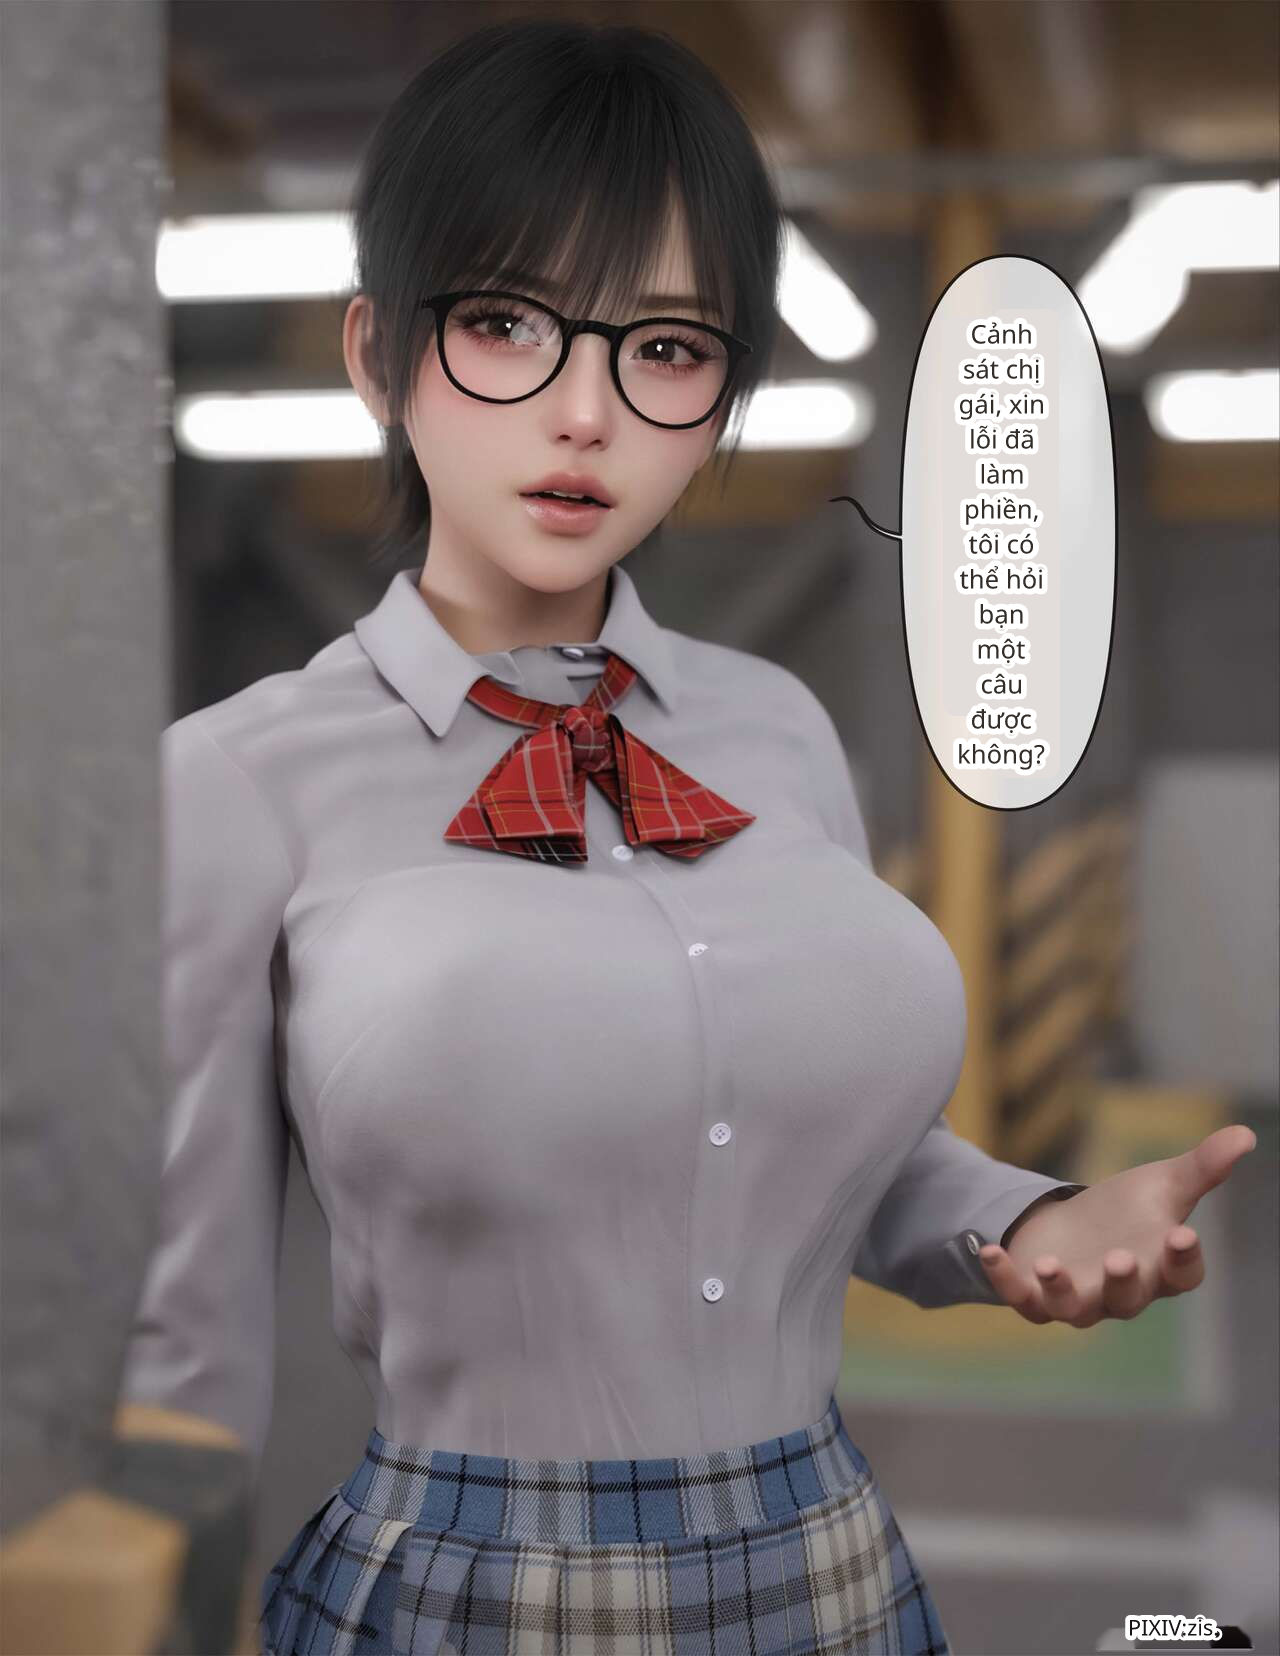 Cảnh
sát chị
gái, xin
lỗi đã
làm
phiền,
tôi có
thể hỏi
bạn
một
câu
được
không?
PIXIV:zis,